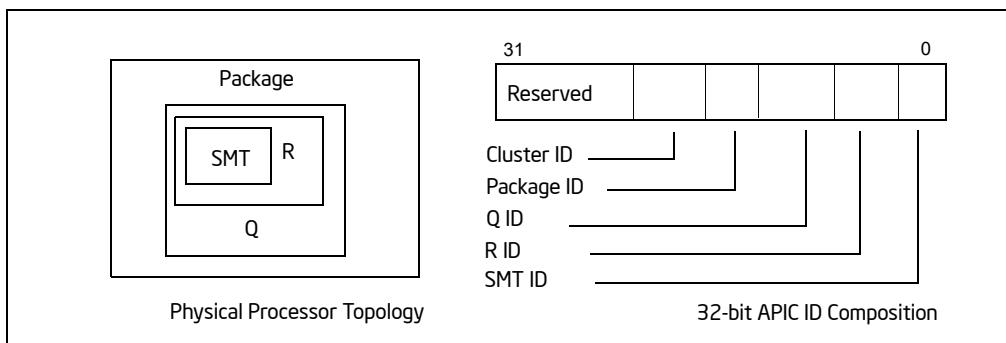 Package
SMT
R
Q
Physical Processor Topology
31
0
Reserved
Cluster ID
Package ID
Q ID
R ID
SMT ID
32-bit APIC ID Composition